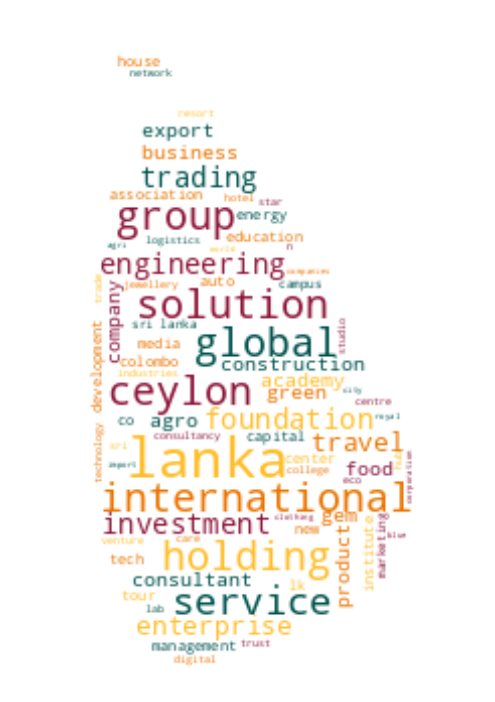 house
network
resort
export
business
trading
association hotel star
group energy
agri logistics education n
world
engineering companies
trade jewellery auto campus
company solution
sri lanka studio
development media global
colombo construction
industries academy
ceylon green city
centre
co agro foundation royal
technology consultancy capital travel
sri lanka center hub
import college food
eco corporation
international
investment clothing gem
new blue
venture care marketing
tech holding product institute
consultant
tour lk
lab service
enterprise
management trust
digital